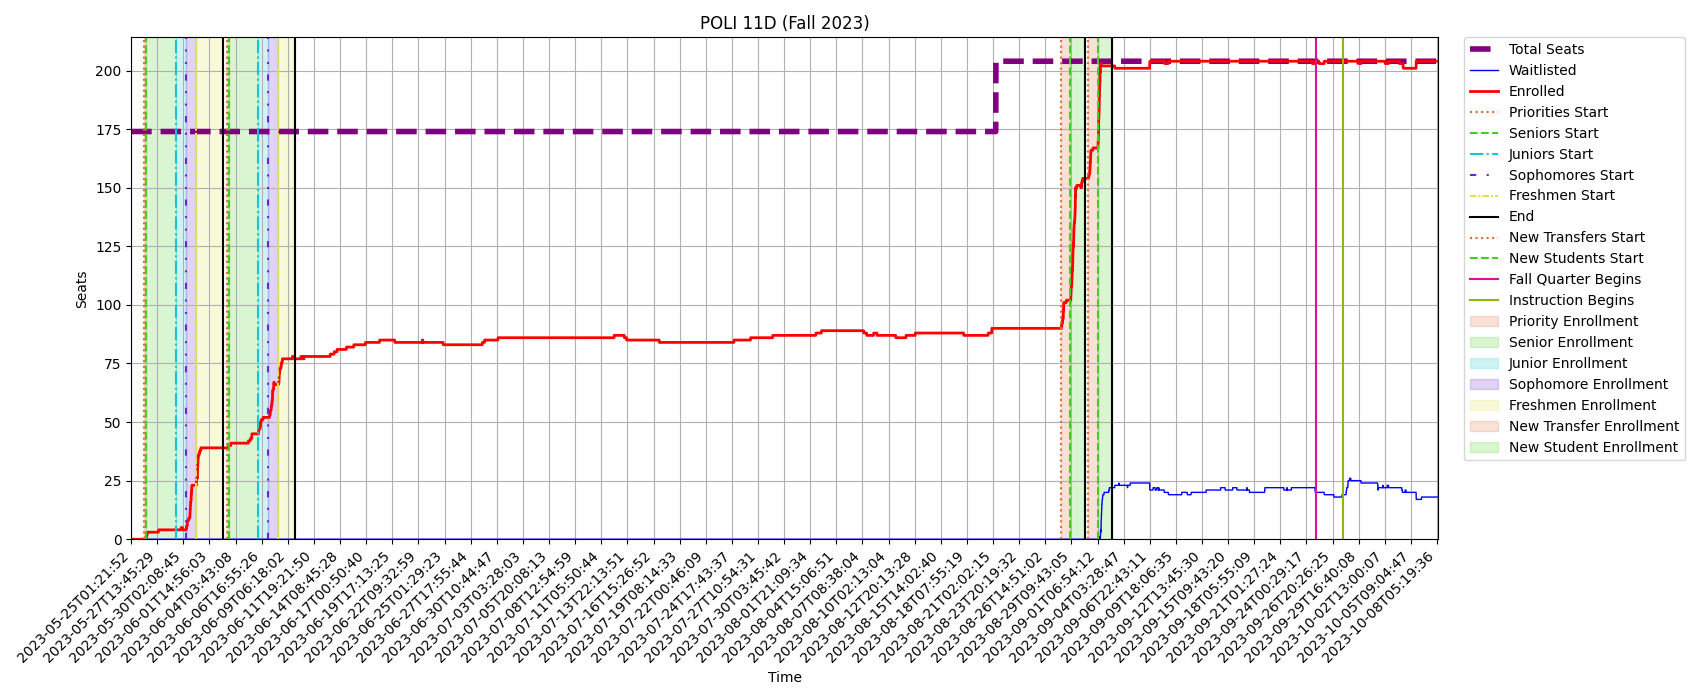 POLI 11D (Fall 2023)
Seats
200
175
150
125
100
75
50
25
0
2023-05-25T01:21:52
2023-05-27T13:45:29
2023-05-30T02:08:45
2023-06-01T14:56:03
2023-06-04T03:43:08
2023-06-06T16:55:26
2023-06-09T06:18:02
2023-06-11T19:21:50
2023-06-14T08:45:28
2023-06-17T00:50:40
2023-06-19T17:13:25
2023-06-22T09:32:59
2023-06-25T01:29:23
2023-06-27T17:55:44
2023-06-30T10:44:47
2023-07-03T03:28:03
2023-07-05T20:08:13
2023-07-08T12:54:59
2023-07-11T05:50:44
2023-07-13T22:13:51
2023-07-16T15:26:52
2023-07-19T08:14:33
2023-07-22T00:46:09
2023-07-24T17:43:37
2023-07-27T10:54:31
2023-07-30T03:45:42
2023-08-01T21:09:34
2023-08-04T15:06:51
2023-08-07T08:38:04
2023-08-10T02:13:04
2023-08-12T20:13:28
2023-08-15T14:02:40
2023-08-18T07:55:19
2023-08-21T02:02:15
2023-08-23T20:19:32
2023-08-26T14:51:02
2023-08-29T09:43:05
2023-09-01T06:54:12
2023-09-04T03:28:47
2023-09-06T22:43:11
2023-09-09T18:06:35
2023-09-12T13:45:30
2023-09-15T09:43:20
2023-09-18T05:55:09
2023-09-21T01:27:24
2023-09-24T00:29:17
2023-09-26T20:26:25
2023-09-29T16:40:08
2023-10-02T13:00:07
2023-10-05T09:04:47
2023-10-08T05:19:36
Time
Total Seats
Waitlisted
Enrolled
Priorities Start
Seniors Start
Juniors Start
Sophomores Start
Freshmen Start
End
New Transfers Start
New Students Start
Fall Quarter Begins
Instruction Begins
Priority Enrollment
Senior Enrollment
Junior Enrollment
Sophomore Enrollment
Freshmen Enrollment
New Transfer Enrollment
New Student Enrollment